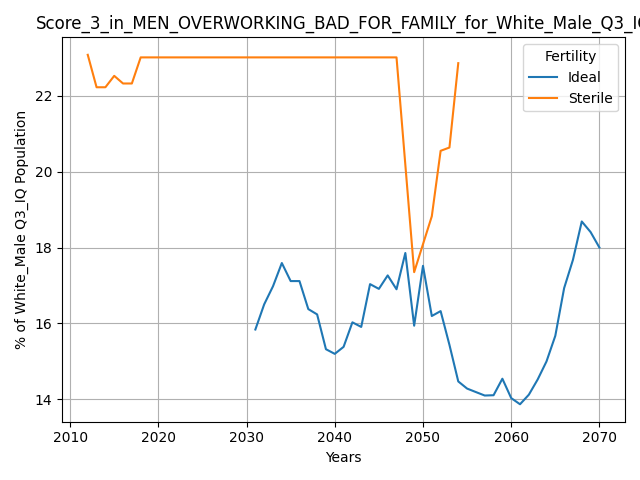 Score_3_in_MEN_OVERWORKING_BAD_FOR_FAMILY_for_White_Male_Q3_IQ
% of White_Male Q3_IQ Population
22
20
18
16
14
Fertility
Ideal
Sterile
2010 2020 2030 2040 2050 2060 2070
Years